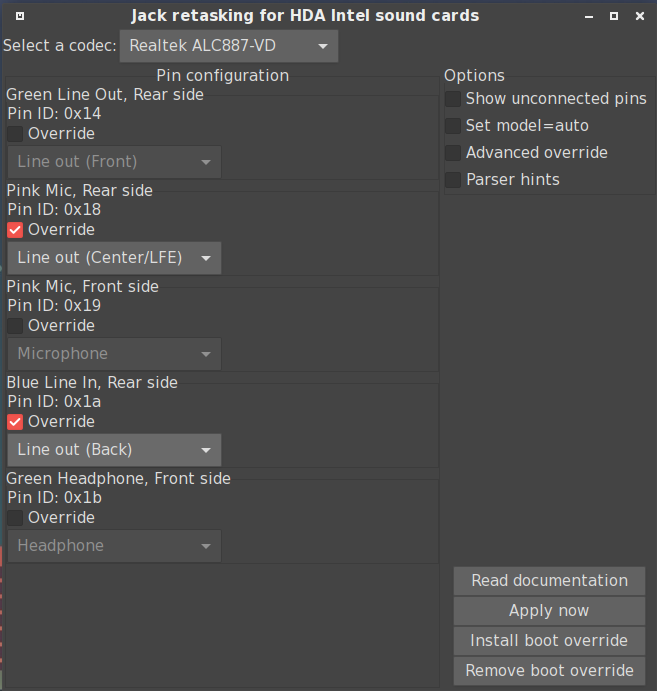 Jack retasking for HDA Intel sound cards
Select a codec: Realtek ALC887-VD
Pin configuration
Green Line Out, Rear side
Pin ID: 0x14
Override
Line out (Front)
Pink Mic, Rear side
Pin ID: 0x18
Override
Line out (Center/LFE)
Pink Mic, Front side
Pin ID: 0x19
Override
Microphone
Blue Line In, Rear side
Pin ID: 0x1a
Override
Line out (Back)
Green Headphone, Front side
Pin ID: 0x1b
Override
Headphone
Options
Show unconnected pins
Set model=auto
Advanced override
Parser hints
Read documentation
Apply now
Install boot override
Remove boot override